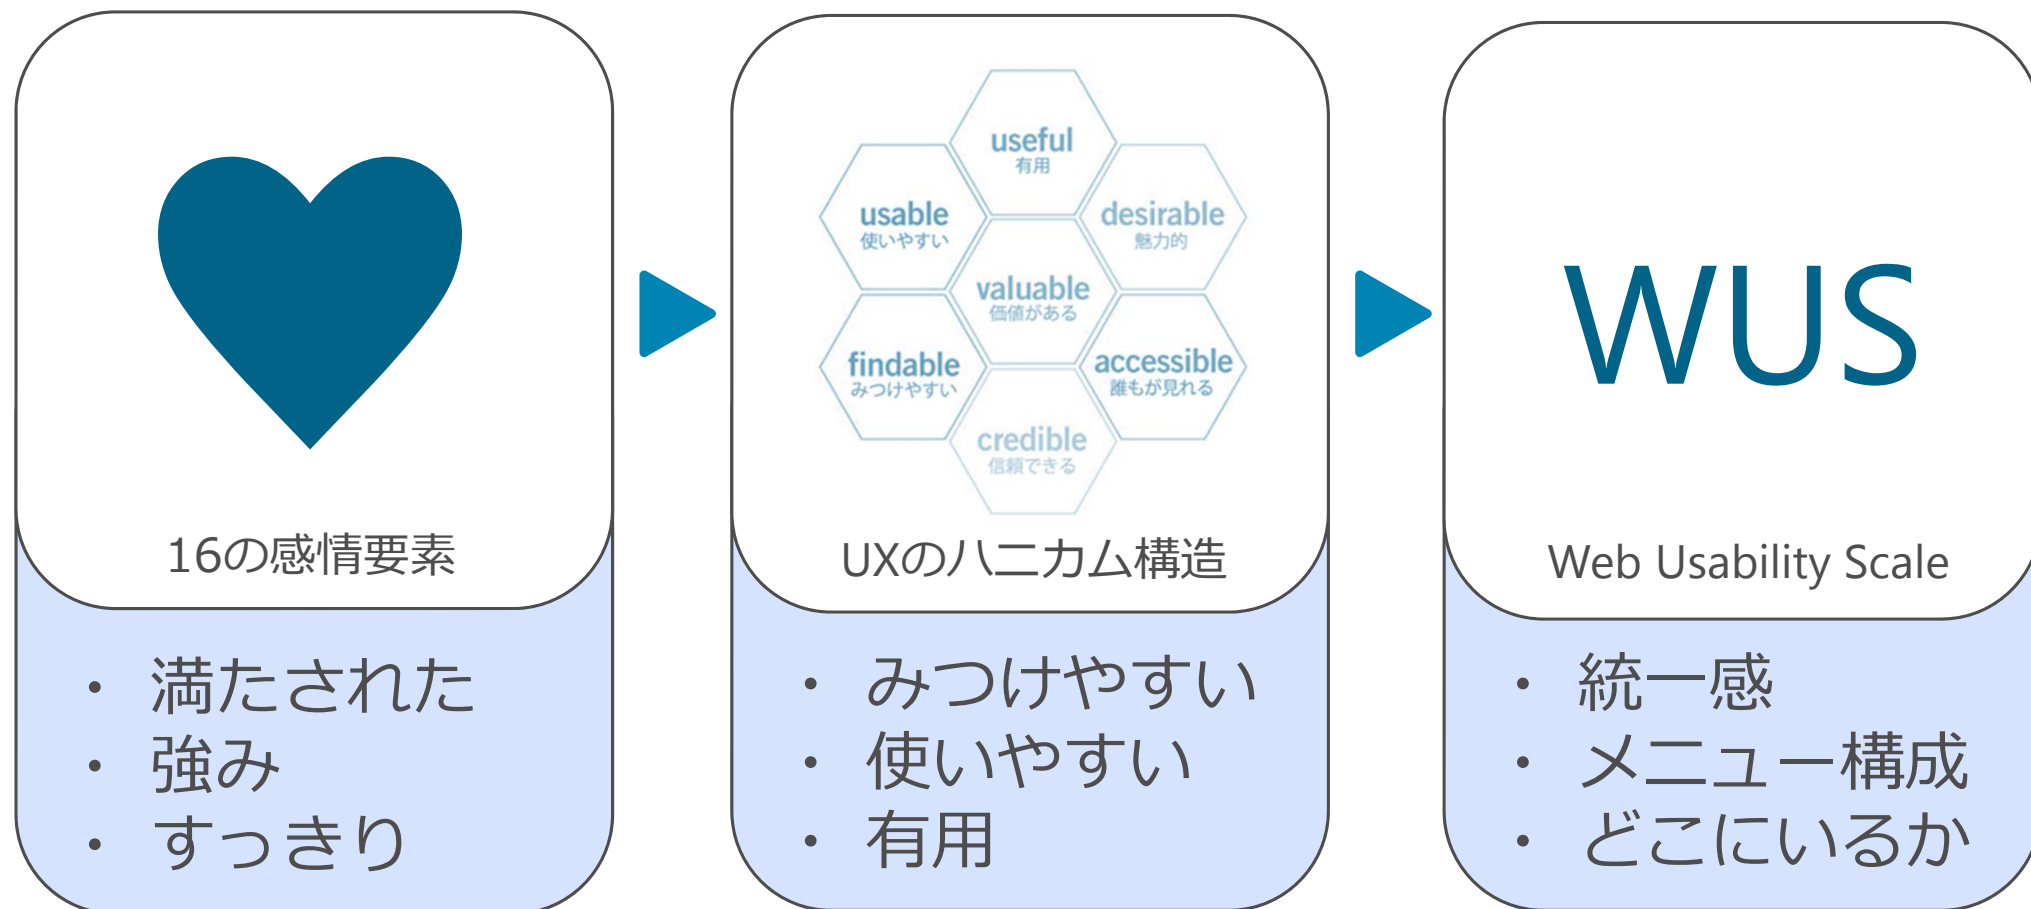 16の感情要素
・ 満たされた
・ 強み
・ すっきり
useful
有用
usable
使いやすい
desirable
魅力的
valuable
価値がある
findable
みつけやすい
accessible
誰もが見れる
credible
信頼できる
UXのハニカム構造
・ みつけやすい
・ 使いやすい
・ 有用
WUS
Web Usability Scale
・ 統一感
・ メニュー構成
・ どこにいるか